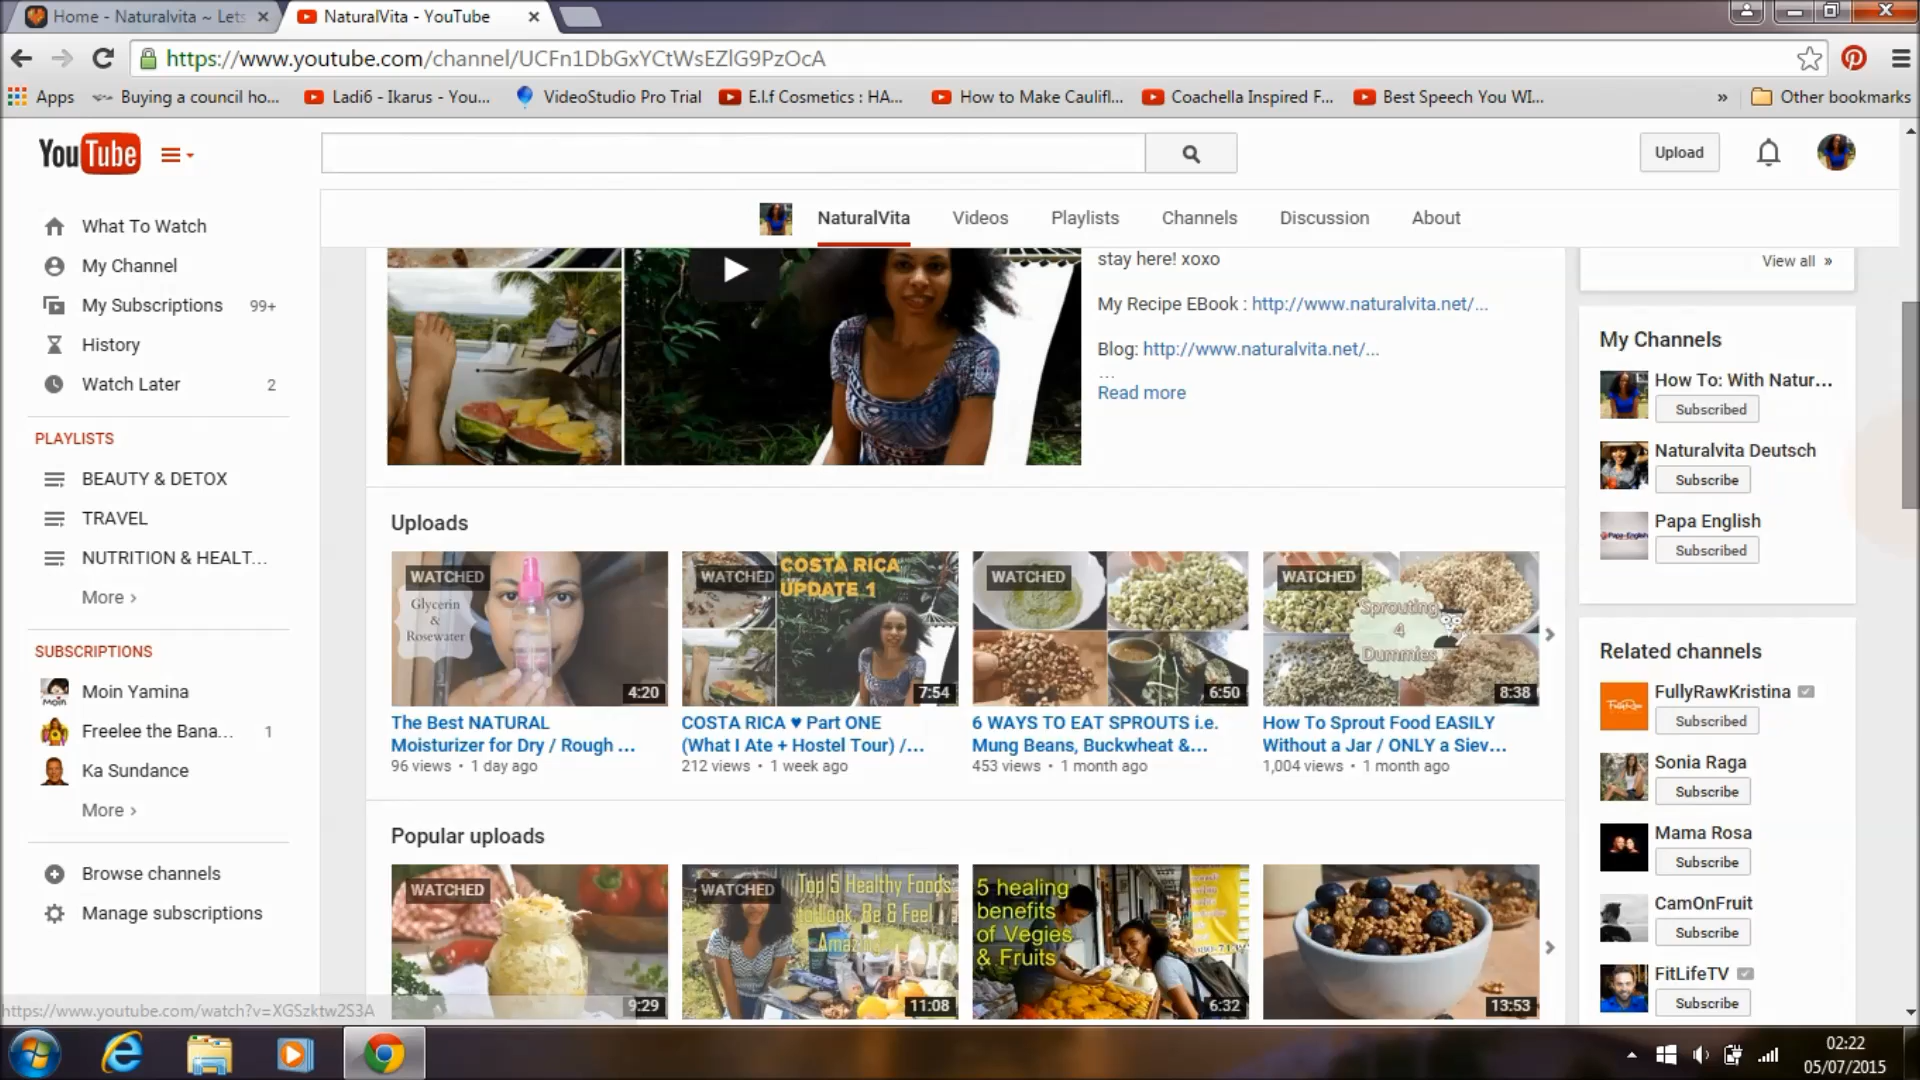 Home - Naturalvita ~ Lets
NaturalVita - YouTube
https://www.youtube.com/channel/UCFn1DbGxYCtWsEZlG9PzOcA
Apps
Buying a council ho...
Ladi6 - Ikarus - You...
VideoStudio Pro Trial
E.l.f Cosmetics : HA...
How to Make Caulifl...
Coachella Inspired F...
Best Speech You WI...
»
Other bookmarks
YouTube
Upload
NaturalVita
Videos
Playlists
Channels
Discussion
About
What To Watch
My Channel
My Subscriptions 99+
History
Watch Later 2
PLAYLISTS
BEAUTY & DETOX
TRAVEL
NUTRITION & HEALT...
More ›
SUBSCRIPTIONS
Moin Yamina
Freelee the Bana... 1
Ka Sundance
More ›
Browse channels
Manage subscriptions
stay here! xoxo
My Recipe EBook : http://www.naturalvita.net/...
Blog: http://www.naturalvita.net/...
...
Read more
Uploads
WATCHED
Glycerin
&
Rosewater
4:20
The Best NATURAL
Moisturizer for Dry / Rough ...
96 views • 1 day ago
WATCHED
COSTA RICA
UPDATE 1
7:54
COSTA RICA ♥ Part ONE
(What I Ate + Hostel Tour) /...
212 views • 1 week ago
WATCHED
6:50
6 WAYS TO EAT SPROUTS i.e.
Mung Beans, Buckwheat &...
453 views • 1 month ago
WATCHED
Sprouting
4
Dummies
8:38
How To Sprout Food EASILY
Without a Jar / ONLY a Siev...
1,004 views • 1 month ago
Popular uploads
WATCHED
9:29
WATCHED
Top 5 Healthy Foods
to Look, Be & Feel
Amazing
11:08
5 healing
benefits
of Vegies
& Fruits
6:32
13:53
View all »
My Channels
How To: With Natur...
Subscribed
Naturalvita Deutsch
Subscribe
Papa English
Subscribed
Related channels
FullyRawKristina
Subscribed
Sonia Raga
Subscribe
Mama Rosa
Subscribe
CamOnFruit
Subscribe
FitLifeTV
Subscribe
https://www.youtube.com/watch?v=XGSzktw2S3A
02:22
05/07/2015